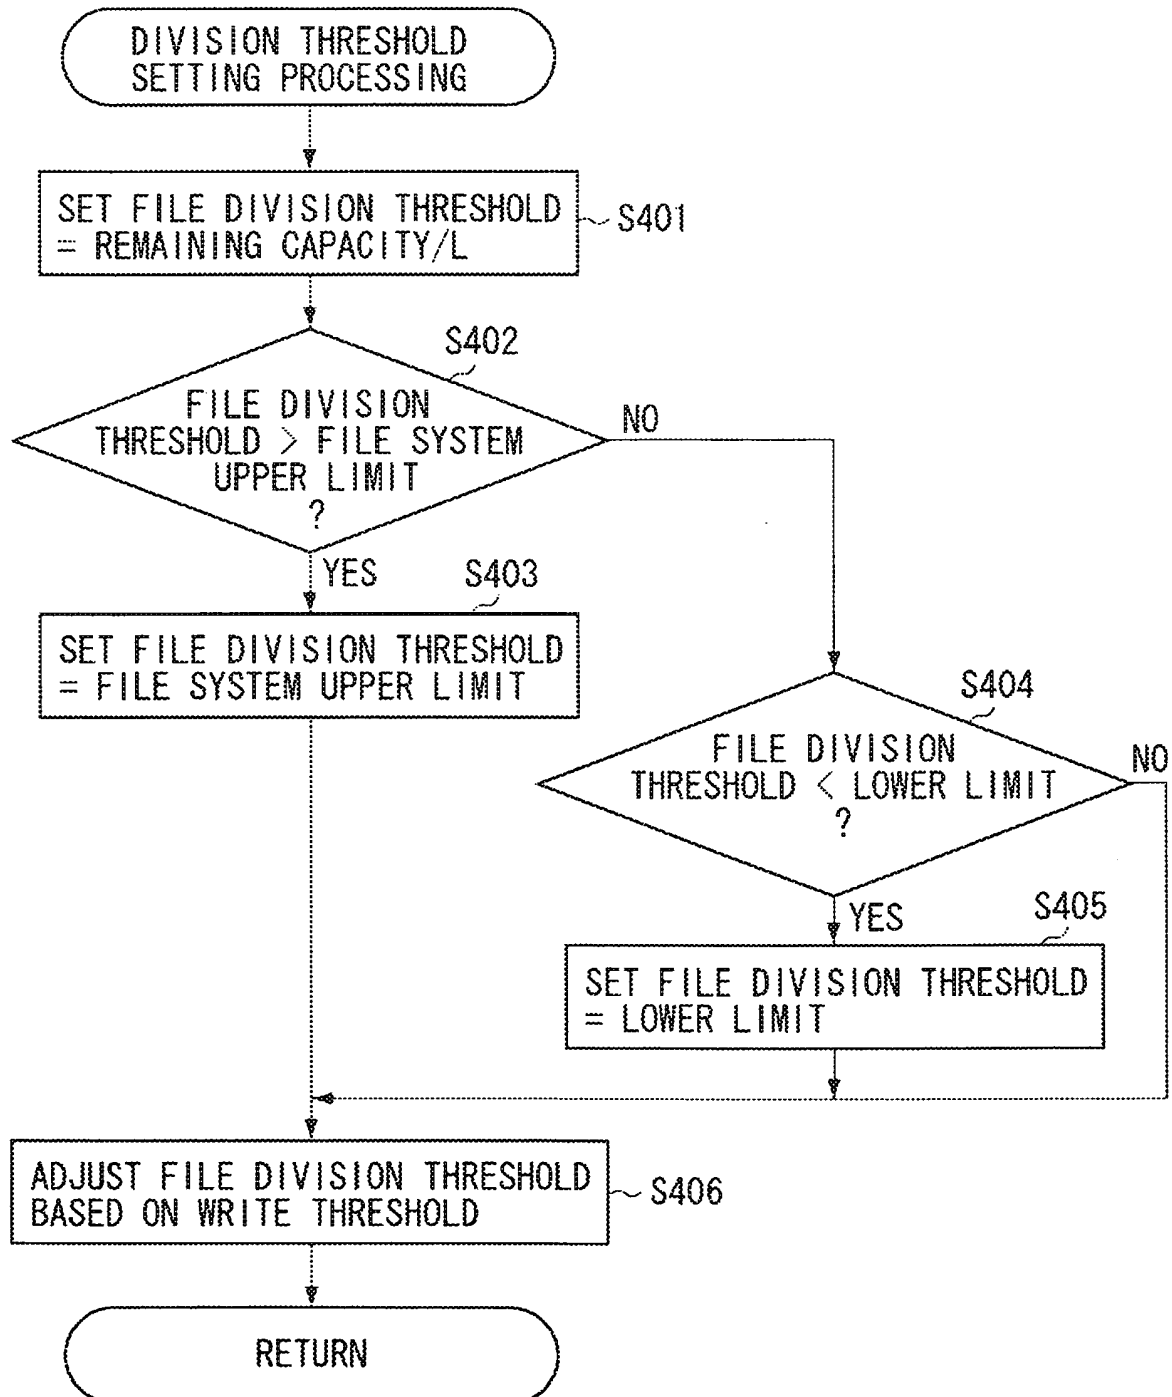 DIVISION THRESHOLD
SETTING PROCESSING
SET FILE DIVISION THRESHOLD
= REMAINING CAPACITY/L
S401
S402
FILE DIVISION
THRESHOLD > FILE SYSTEM
UPPER LIMIT
?
NO
YES
S403
SET FILE DIVISION THRESHOLD
= FILE SYSTEM UPPER LIMIT
S404
FILE DIVISION
THRESHOLD < LOWER LIMIT
?
NO
YES
S405
SET FILE DIVISION THRESHOLD
= LOWER LIMIT
ADJUST FILE DIVISION THRESHOLD
BASED ON WRITE THRESHOLD
S406
RETURN